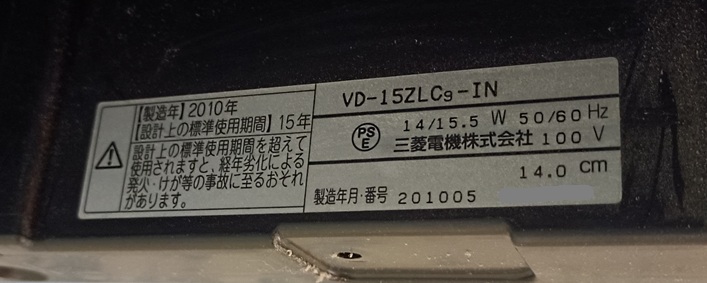 【製造年】2010年
【設計上の標準使用期間】15年
設計上の標準使用期間を超えて
使用されますと、経年劣化による
発火・けが等の事故に至るおそれ
があります。
VD-15ZLC9-IN
PS
E
14/15.5 W 50/60 Hz
三菱電機株式会社 100 V
14.0 cm
製造年月・番号 201005